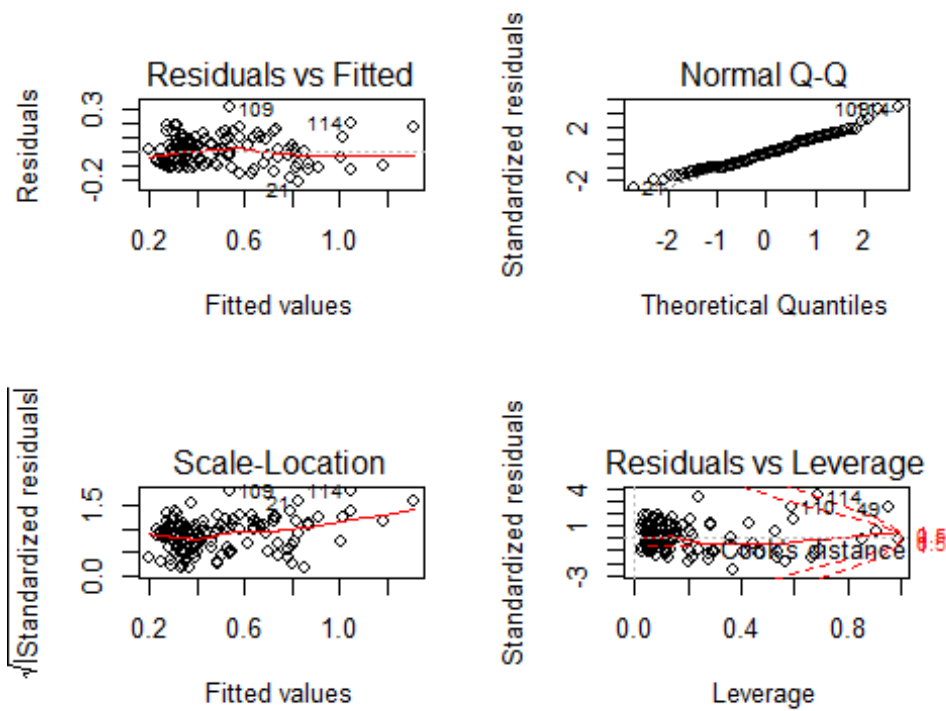 Residuals vs Fitted
Residuals
0.3
-0.2
109
114
21
0.2 0.6 1.0
Fitted values
Normal Q-Q
Standardized residuals
2
-2
21
0.2
-2 -1 0 1 2
Theoretical Quantiles
Scale-Location
√|Standardized residuals|
1.5
0.0
109
21
114
0.2 0.6 1.0
Fitted values
Residuals vs Leverage
Standardized residuals
4
1
-3
114
110
49
Cook's distance
0.0 0.4 0.8
Leverage